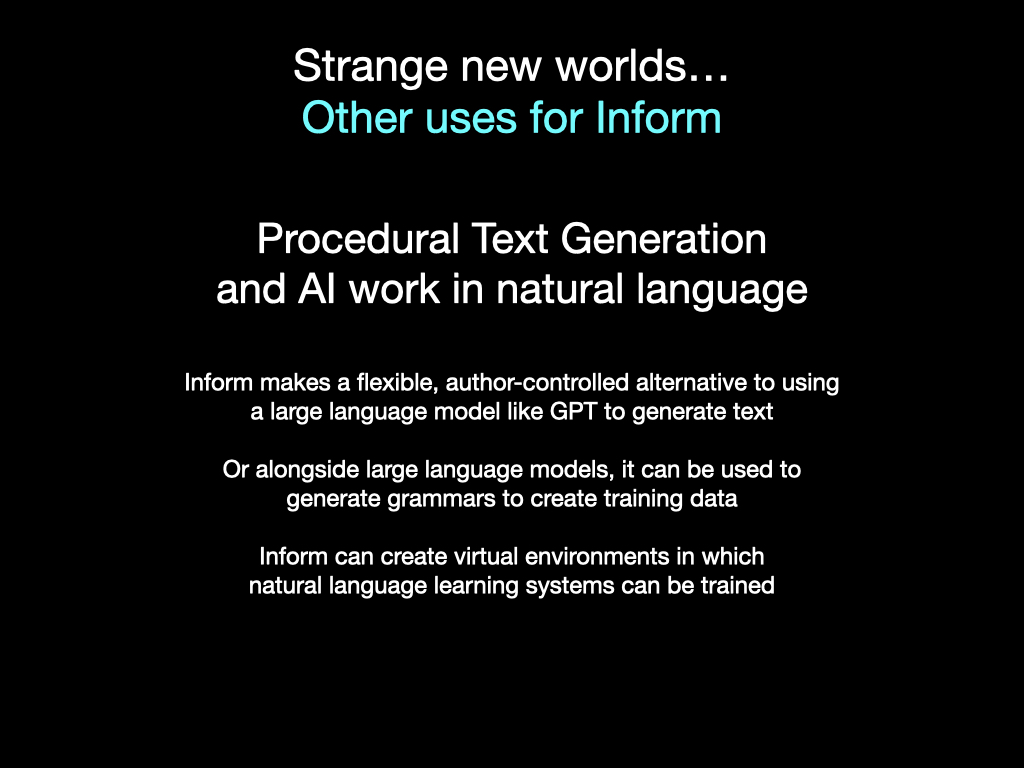 Strange new worlds…
Other uses for Inform
Procedural Text Generation
and AI work in natural language
Inform makes a flexible, author-controlled alternative to using
a large language model like GPT to generate text
Or alongside large language models, it can be used to
generate grammars to create training data
Inform can create virtual environments in which
natural language learning systems can be trained